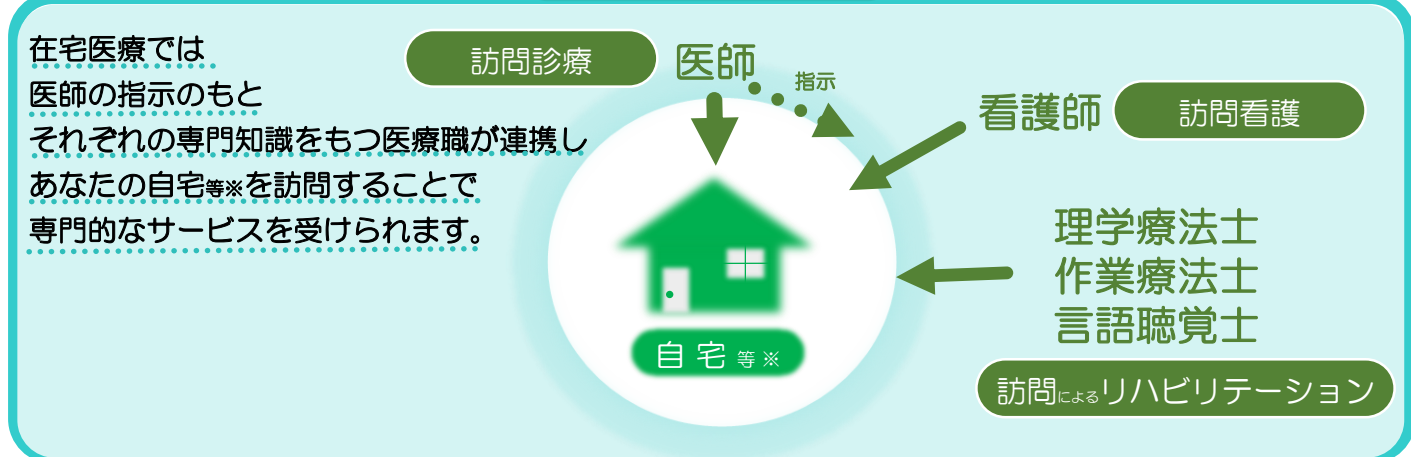 在宅医療では
医師の指示のもと
それぞれの専門知識をもつ医療職が連携し
あなたの自宅等※を訪問することで
専門的なサービスを受けられます。
訪問診療
医師
指示
看護師
訪問看護
理学療法士
作業療法士
言語聴覚士
訪問によるリハビリテーション
自宅等※